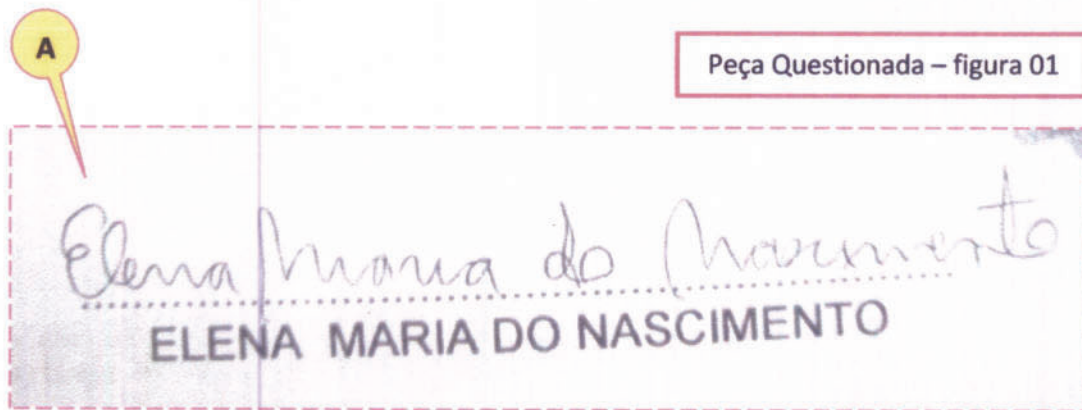 A
Peça Questionada – figura 01
Elena Maria do Nascimento
ELENA MARIA DO NASCIMENTO